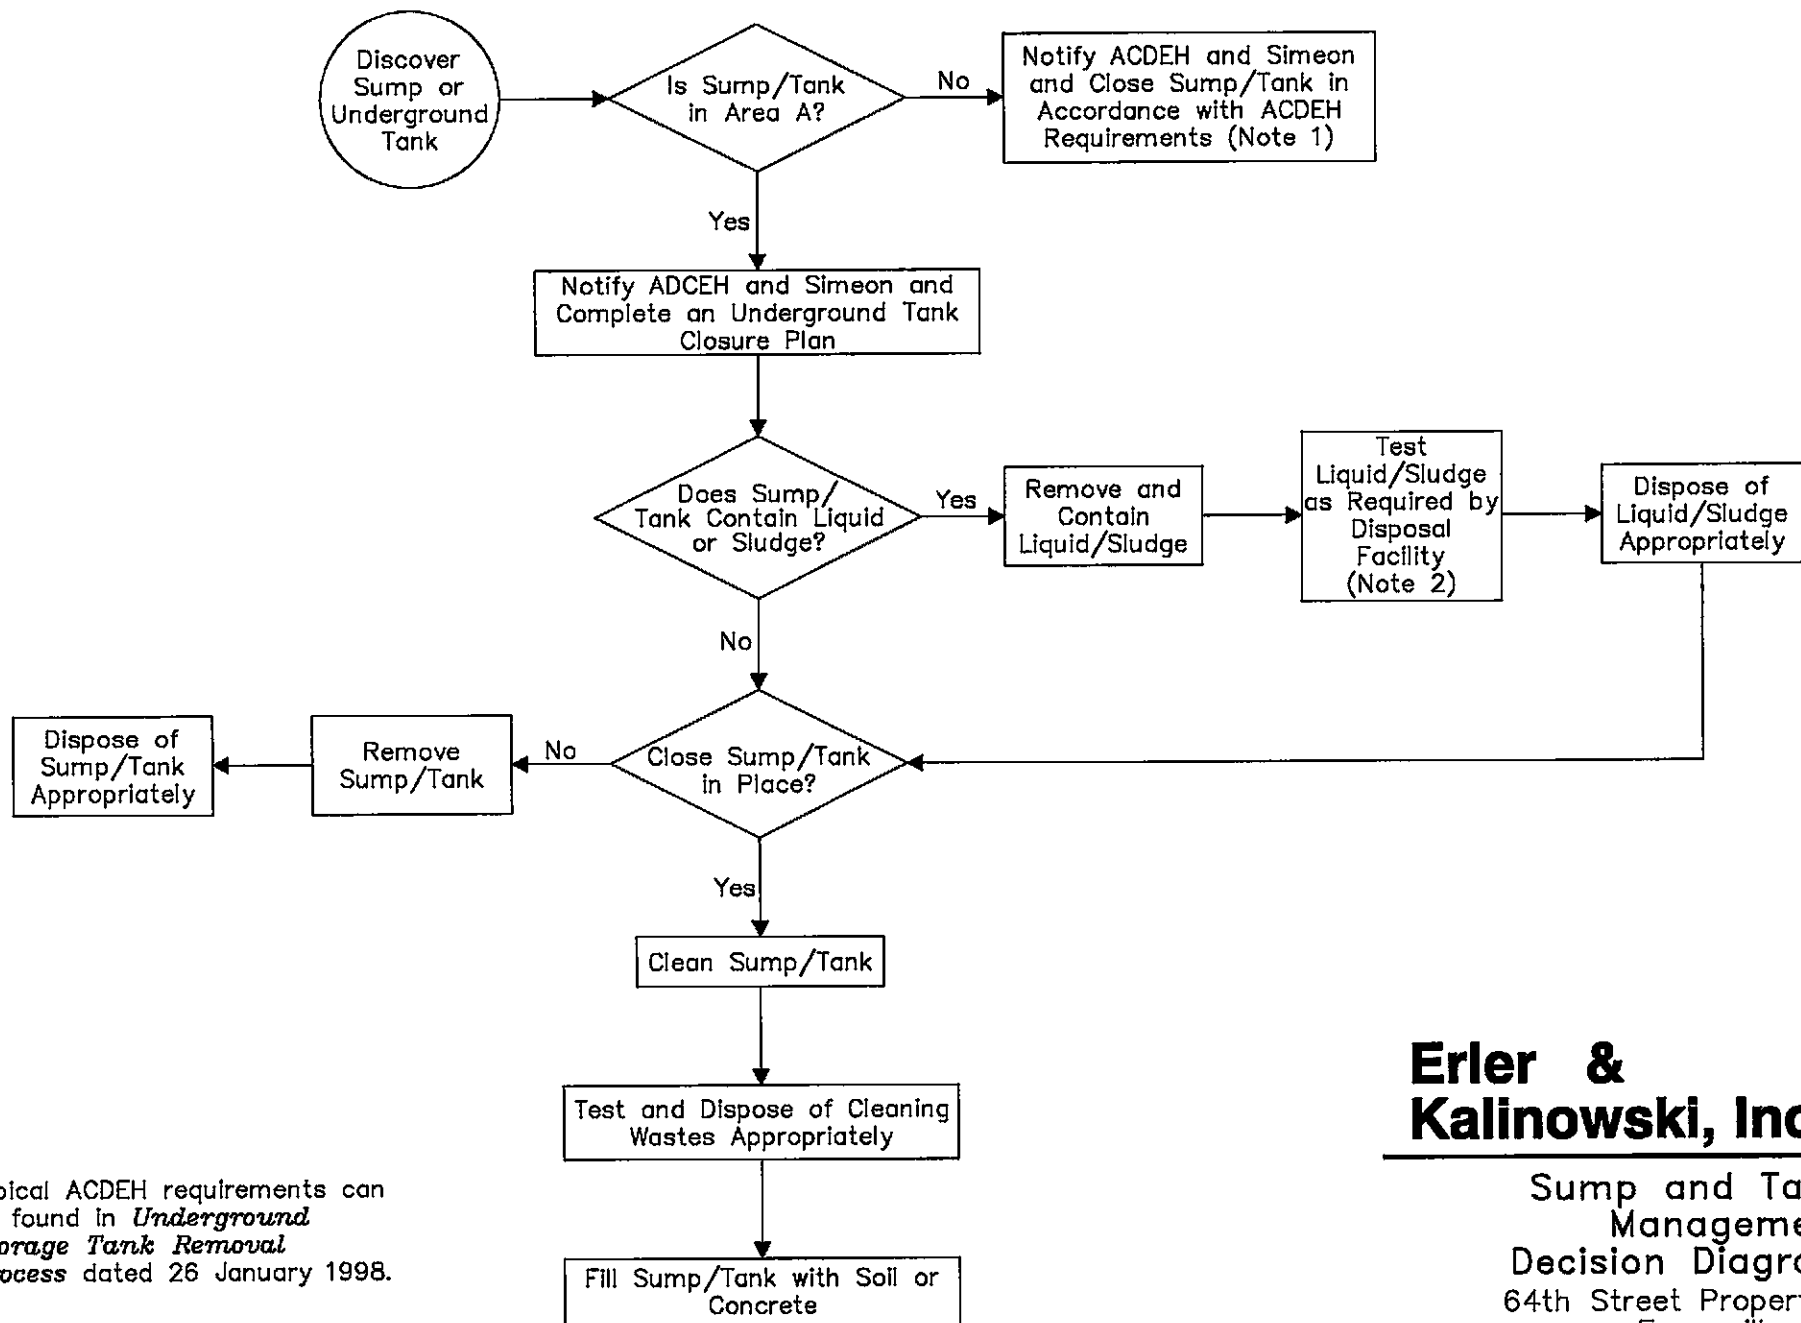 Discover
Sump or
Underground
Tank
Is Sump/Tank
in Area A?
No
Notify ACDEH and Simeon
and Close Sump/Tank in
Accordance with ACDEH
Requirements (Note 1)
Yes
Notify ADCEH and Simeon and
Complete an Underground Tank
Closure Plan
Does Sump/
Tank Contain Liquid
or Sludge?
Yes
Remove and
Contain
Liquid/Sludge
Test
Liquid/Sludge
as Required by
Disposal
Facility
(Note 2)
Dispose of
Liquid/Sludge
Appropriately
No
Close Sump/Tank
in Place?
No
Remove
Sump/Tank
Dispose of
Sump/Tank
Appropriately
Yes
Clean Sump/Tank
Test and Dispose of Cleaning
Wastes Appropriately
Fill Sump/Tank with Soil or
Concrete
pical ACDEH requirements can
found in Underground
orage Tank Removal
ocess dated 26 January 1998.
Erler &
Kalinowski, Inc
Sump and Ta
Manageme
Decision Diagr
64th Street Propert